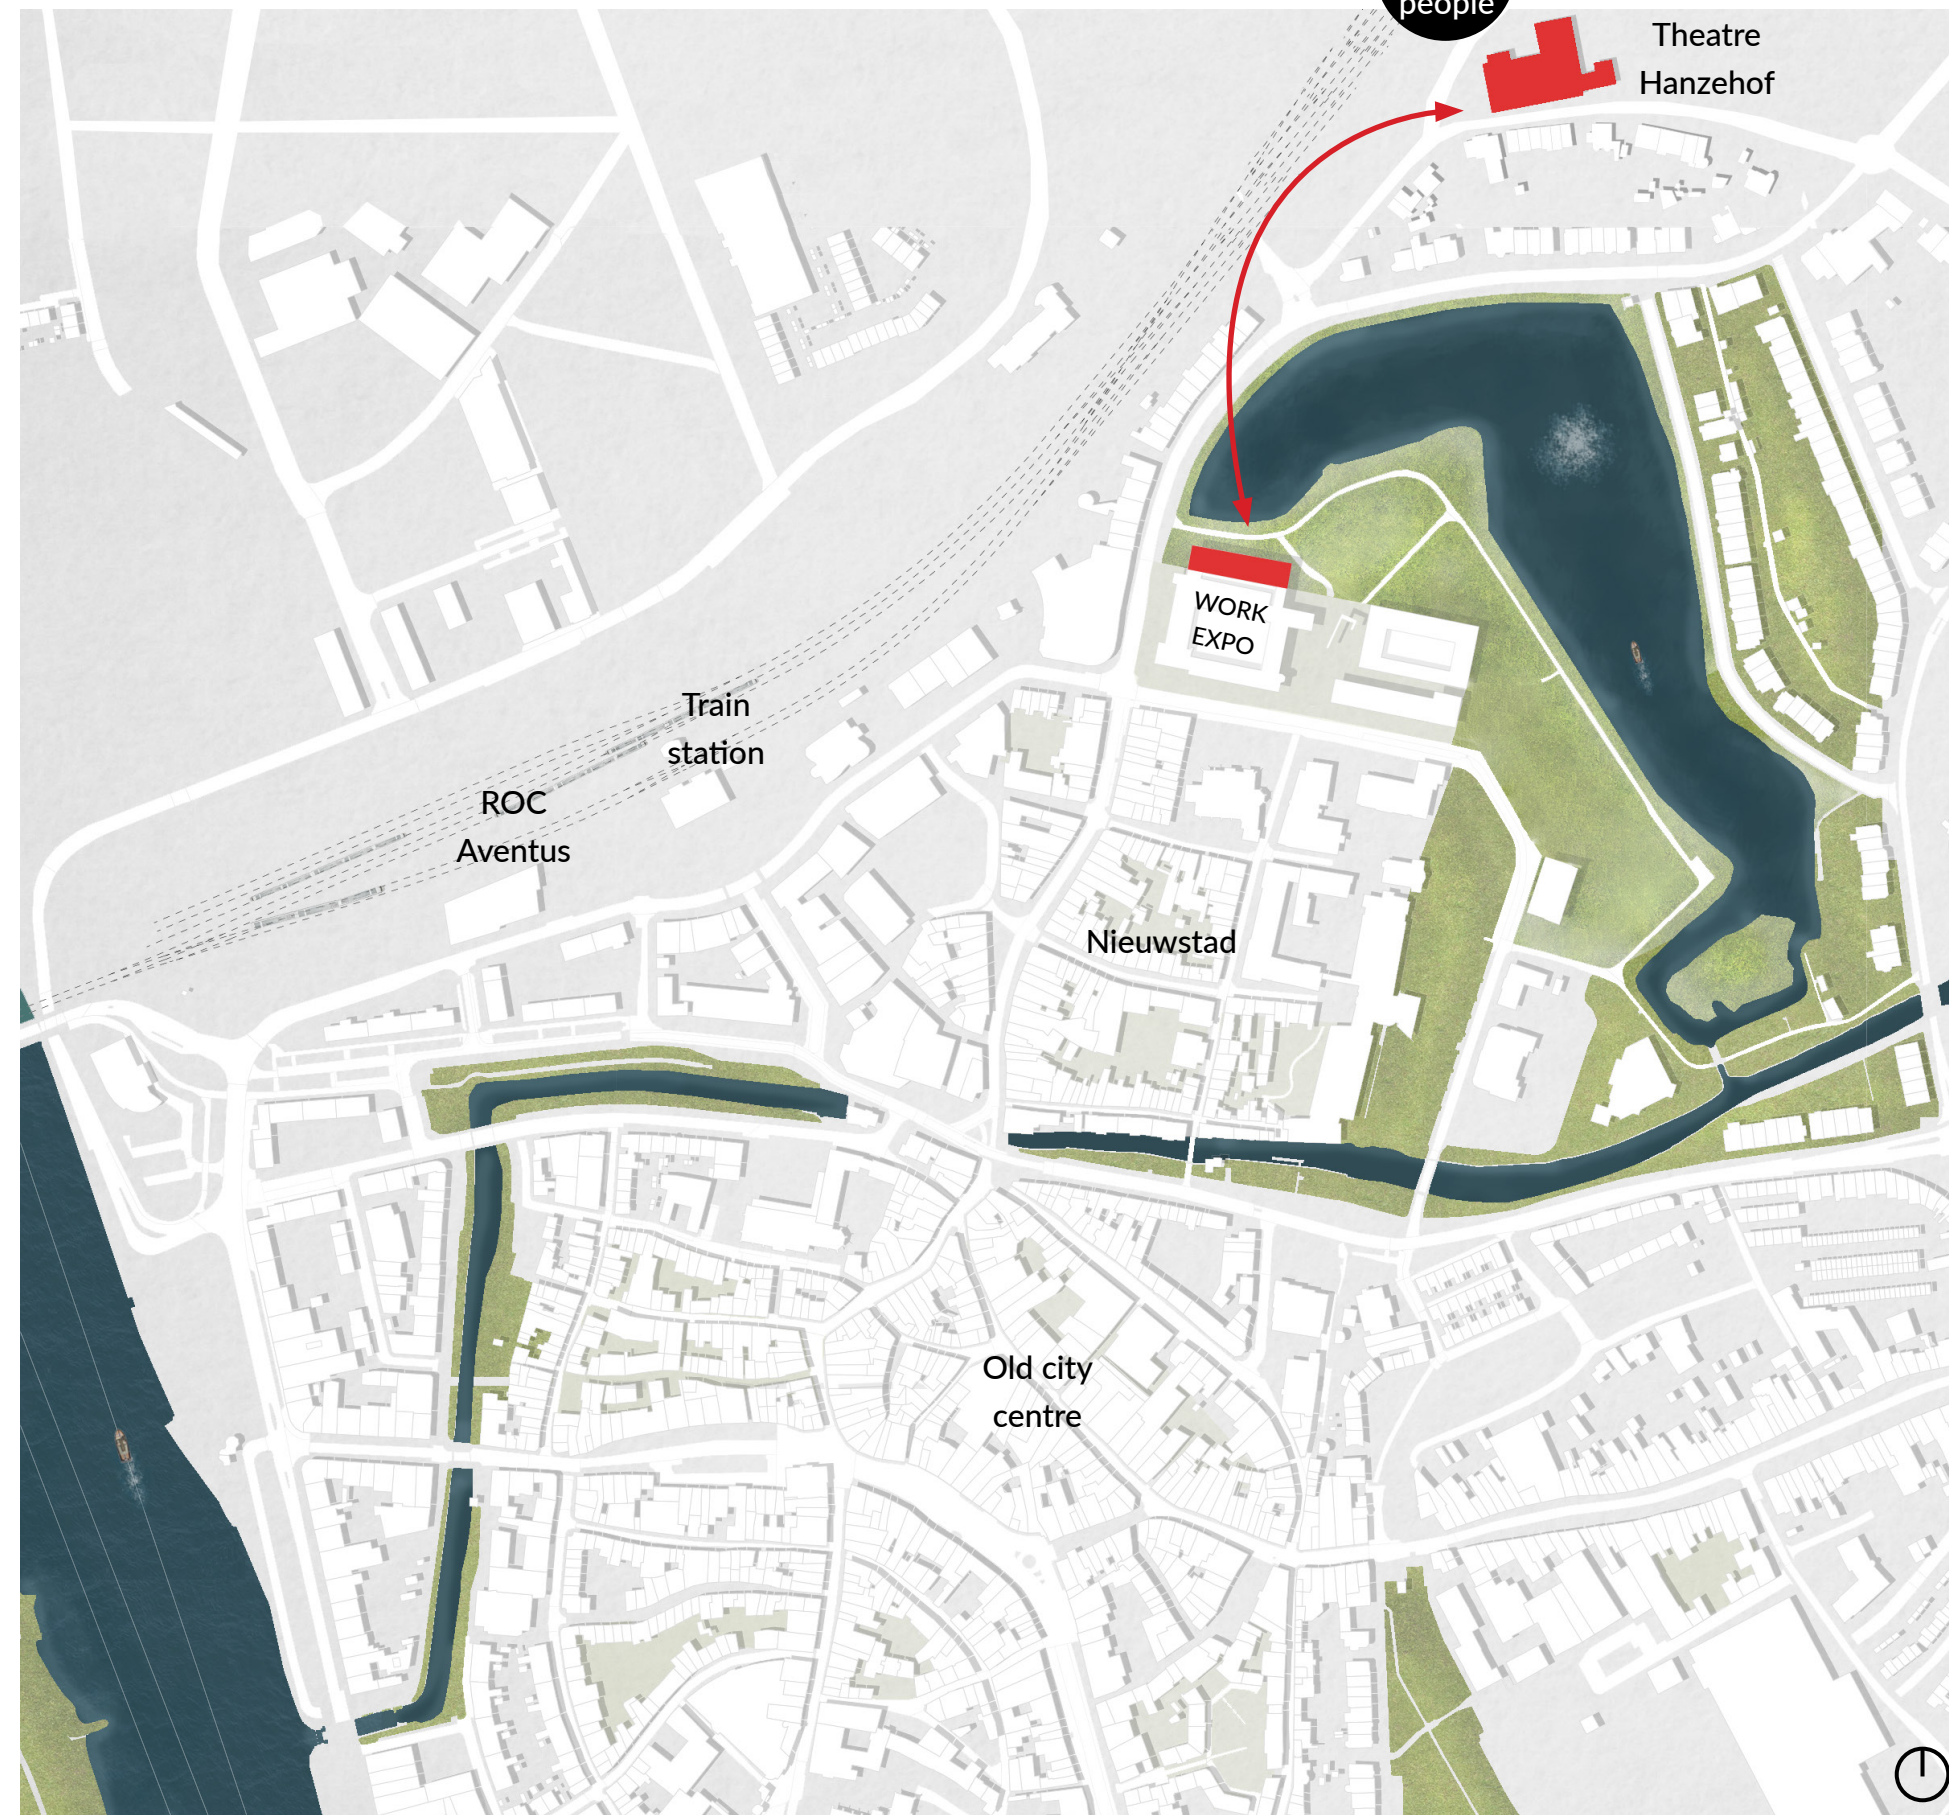 people
Theatre
Hanzehof
WORK
EXPO
Train
station
ROC
Aventus
Nieuwstad
Old city
centre